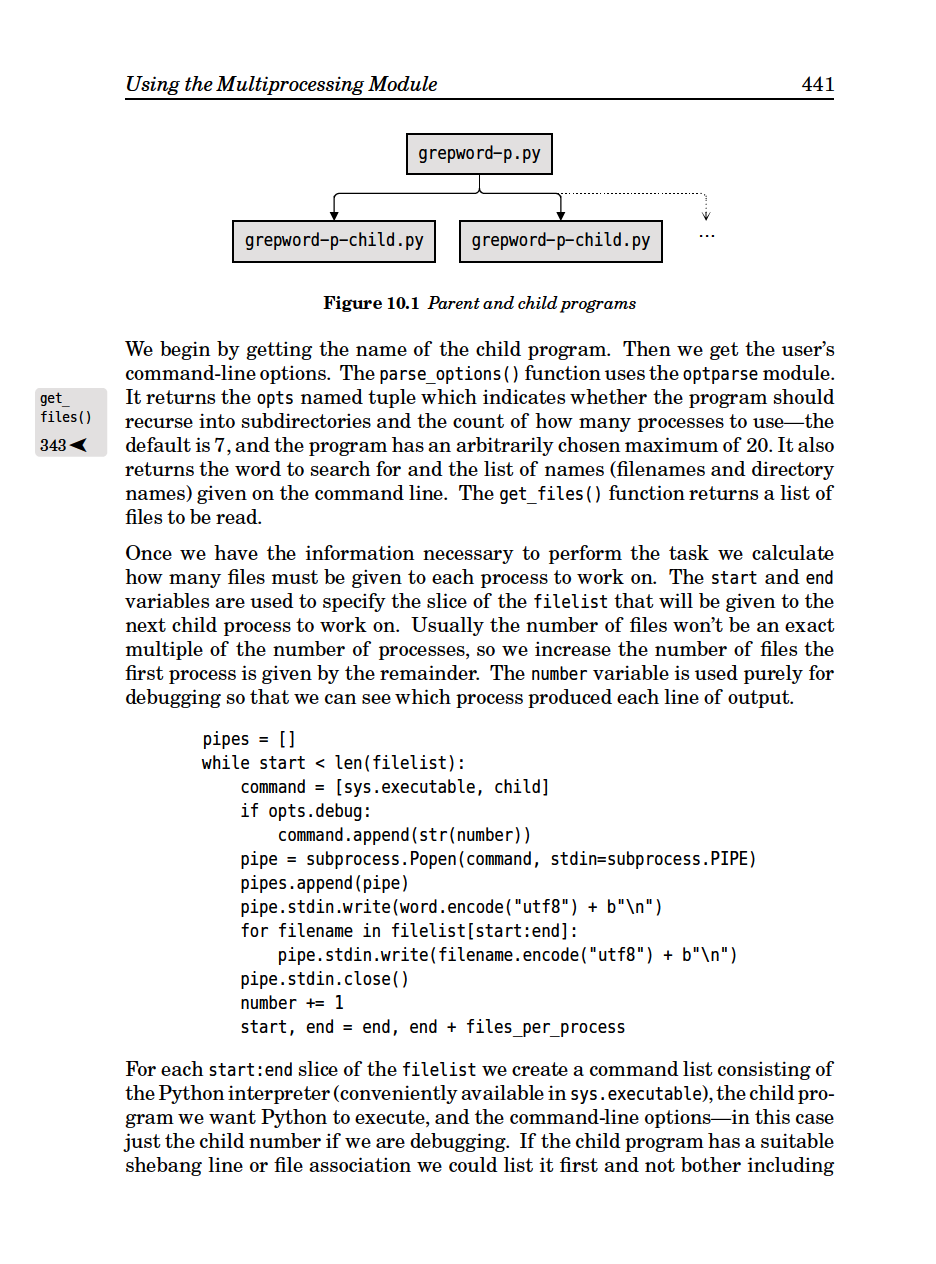 Using the Multiprocessing Module 441
grepword-p.py
grepword-p-child.py grepword-p-child.py ...
Figure 10.1 Parent and child programs
We begin by getting the name of the child program. Then we get the user’s
command-line options. The parse_options() function uses the optparse module.
get_
files()
343
It returns the opts named tuple which indicates whether the program should
recurse into subdirectories and the count of how many processes to use—the
default is 7, and the program has an arbitrarily chosen maximum of 20. It also
returns the word to search for and the list of names (filenames and directory
names) given on the command line. The get_files() function returns a list of
files to be read.
Once we have the information necessary to perform the task we calculate
how many files must be given to each process to work on. The start and end
variables are used to specify the slice of the filelist that will be given to the
next child process to work on. Usually the number of files won’t be an exact
multiple of the number of processes, so we increase the number of files the
first process is given by the remainder. The number variable is used purely for
debugging so that we can see which process produced each line of output.
pipes = []
while start < len(filelist):
    command = [sys.executable, child]
    if opts.debug:
        command.append(str(number))
    pipe = subprocess.Popen(command, stdin=subprocess.PIPE)
    pipes.append(pipe)
    pipe.stdin.write(word.encode("utf8") + b"\n")
    for filename in filelist[start:end]:
        pipe.stdin.write(filename.encode("utf8") + b"\n")
    pipe.stdin.close()
    number += 1
    start, end = end, end + files_per_process
For each start:end slice of the filelist we create a command list consisting of
the Python interpreter (conveniently available in sys.executable), the child pro-
gram we want Python to execute, and the command-line options—in this case
just the child number if we are debugging. If the child program has a suitable
shebang line or file association we could list it first and not bother including